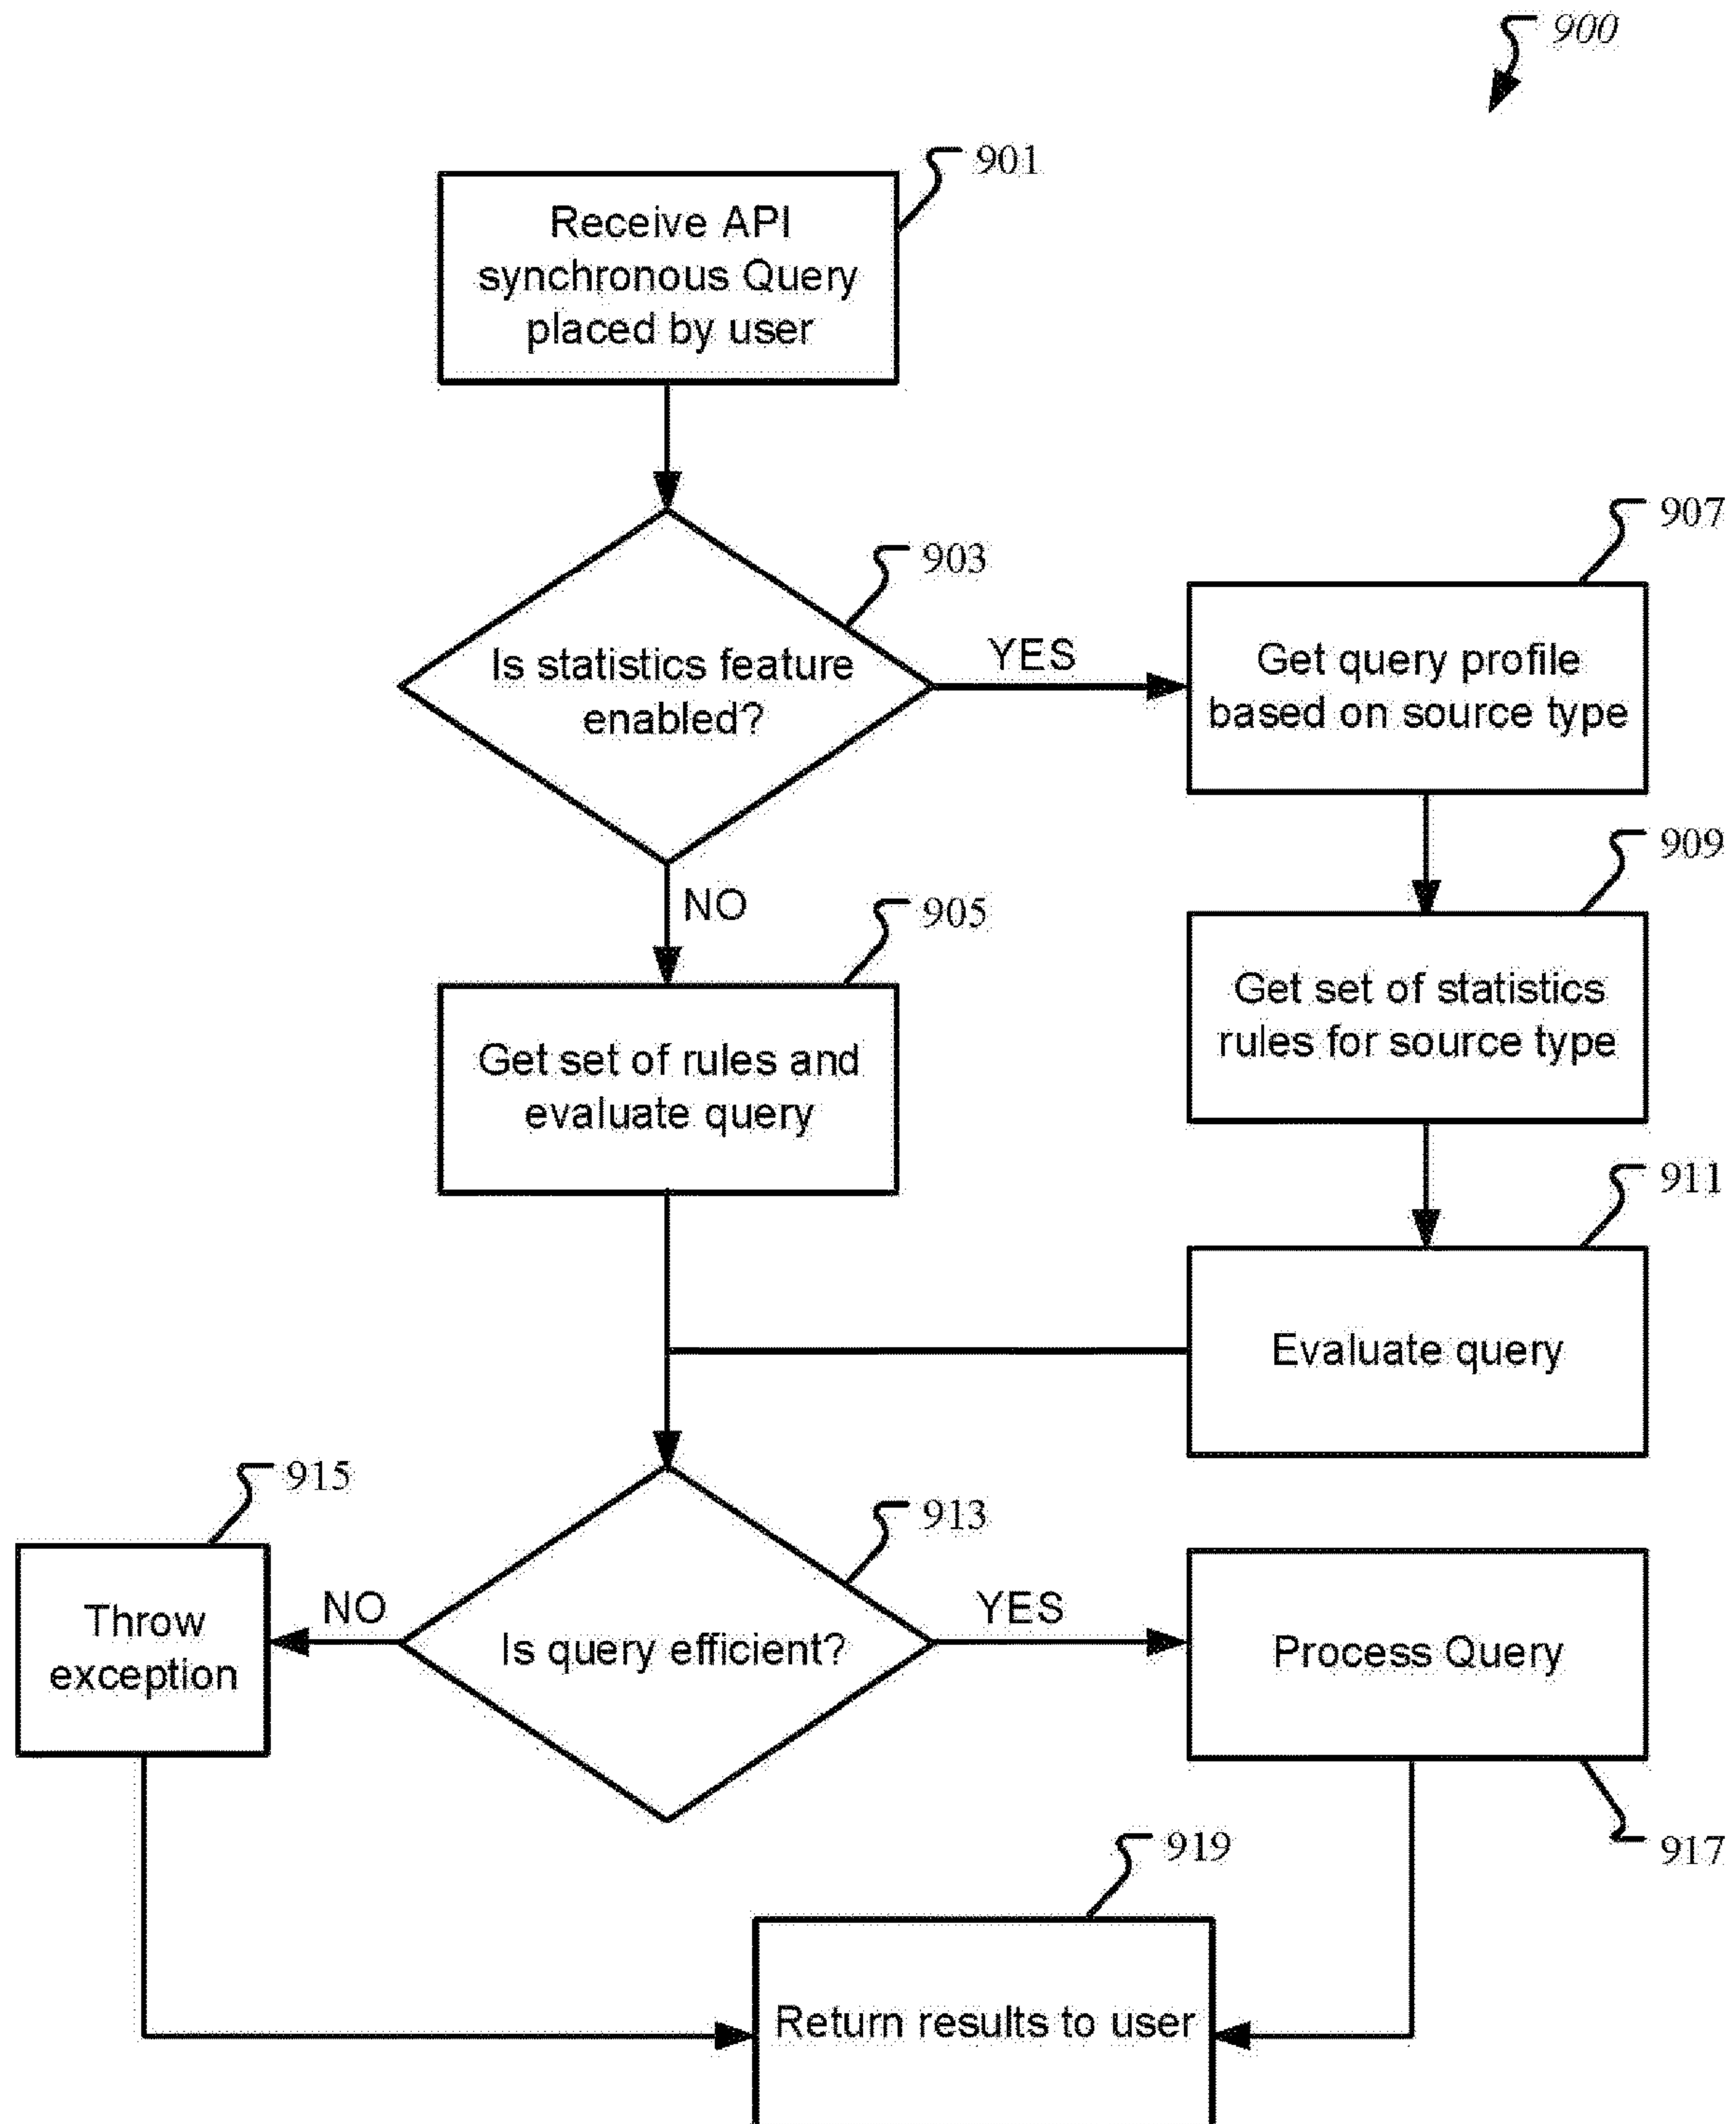 900
901
Receive API
synchronous Query
placed by user
903
Is statistics feature
enabled?
YES
907
Get query profile
based on source type
NO
905
Get set of rules and
evaluate query
909
Get set of statistics
rules for source type
911
Evaluate query
913
Is query efficient?
NO
915
Throw
exception
YES
Process Query
917
919
Return results to user